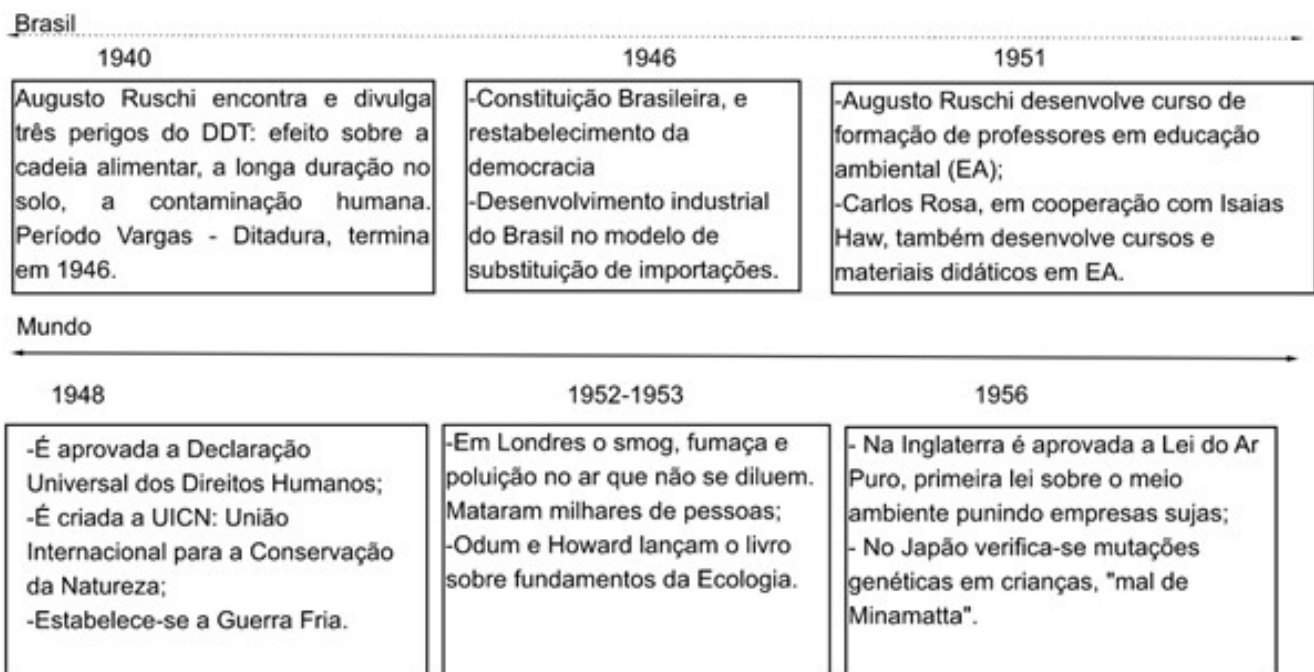 Brasil
1940
1946
1951
Augusto Ruschi encontra e divulga
três perigos do DDT: efeito sobre a
cadeia alimentar, a longa duração no
solo, a contaminação humana.
Período Vargas - Ditadura, termina
em 1946.
-Constituição Brasileira, e
restabelecimento da
democracia
-Desenvolvimento industrial
do Brasil no modelo de
substituição de importações.
-Augusto Ruschi desenvolve curso de
formação de professores em educação
ambiental (EA);
-Carlos Rosa, em cooperação com Isaias
Haw, também desenvolve cursos e
materiais didáticos em EA.
Mundo
1948
1952-1953
1956
-É aprovada a Declaração
Universal dos Direitos Humanos;
-É criada a UICN: União
Internacional para a Conservação
da Natureza;
-Estabelece-se a Guerra Fria.
-Em Londres o smog, fumaça e
poluição no ar que não se diluem.
Mataram milhares de pessoas;
-Odum e Howard lançam o livro
sobre fundamentos da Ecologia.
- Na Inglaterra é aprovada a Lei do Ar
Puro, primeira lei sobre o meio
ambiente punindo empresas sujas;
- No Japão verifica-se mutações
genéticas em crianças, "mal de
Minamatta".